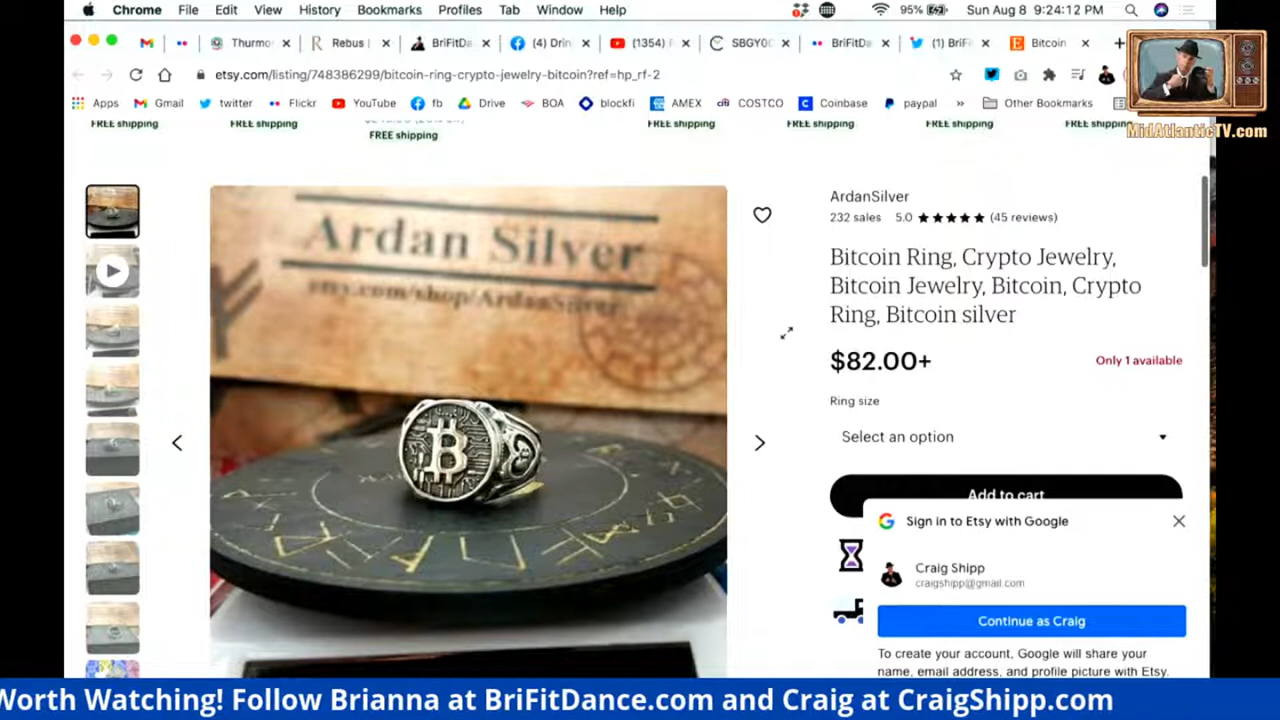 Chrome File Edit View History Bookmarks Profiles Tab Window Help 95% Sun Aug 8 9:24:12 PM
Thurmor Rebus | BriFitDa (4) Drin (1354) F SBGY00 BriFitDa (1) BriF Bitcoin
etsy.com/listing/748386299/bitcoin-ring-crypto-jewelry-bitcoin?ref=hp_rf-2
Apps Gmail twitter Flickr YouTube fb Drive BOA blockfi AMEX COSTCO Coinbase paypal » Other Bookmarks
MidAtlanticTV.com
FREE shipping FREE shipping FREE shipping FREE shipping FREE shipping FREE shipping
FREE shipping
Ardan Silver
etsy.com/shop/ArdanSilver
B
ArdanSilver
232 sales 5.0 ★★★★★ (45 reviews)
Bitcoin Ring, Crypto Jewelry,
Bitcoin Jewelry, Bitcoin, Crypto
Ring, Bitcoin silver
$82.00+ Only 1 available
Ring size
Select an option
Add to cart
Sign in to Etsy with Google
Craig Shipp
craigshipp@gmail.com
Continue as Craig
To create your account, Google will share your
name, email address, and profile picture with Etsy.
Worth Watching! Follow Brianna at BriFitDance.com and Craig at CraigShipp.com